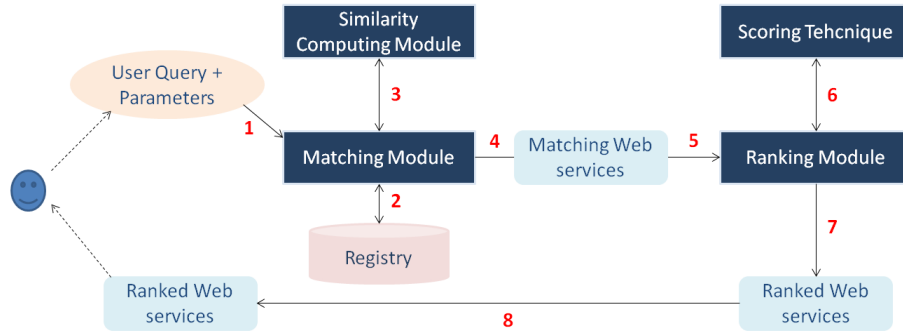 Similarity
Computing Module
Scoring Tehcnique
User Query +
Parameters
3
6
1
Matching Module
4
Matching Web
services
5
Ranking Module
2
7
Registry
Ranked Web
services
8
Ranked Web
services